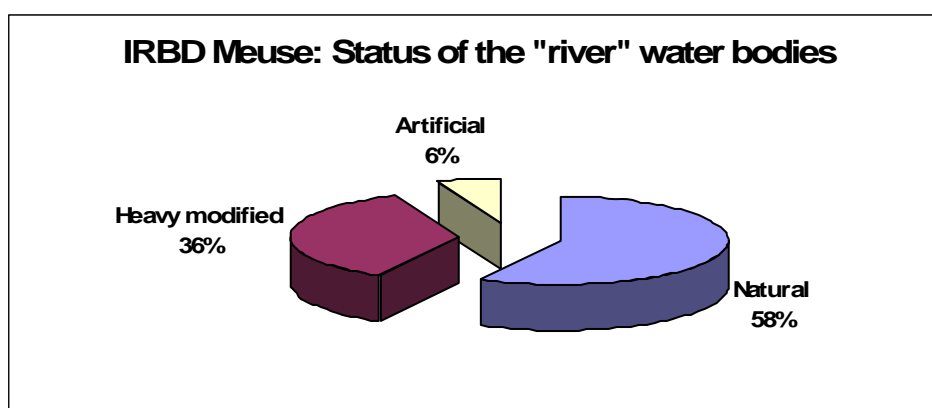 IRBD Meuse: Status of the "river" water bodies
Artificial
6%
Heavy modified
36%
Natural
58%